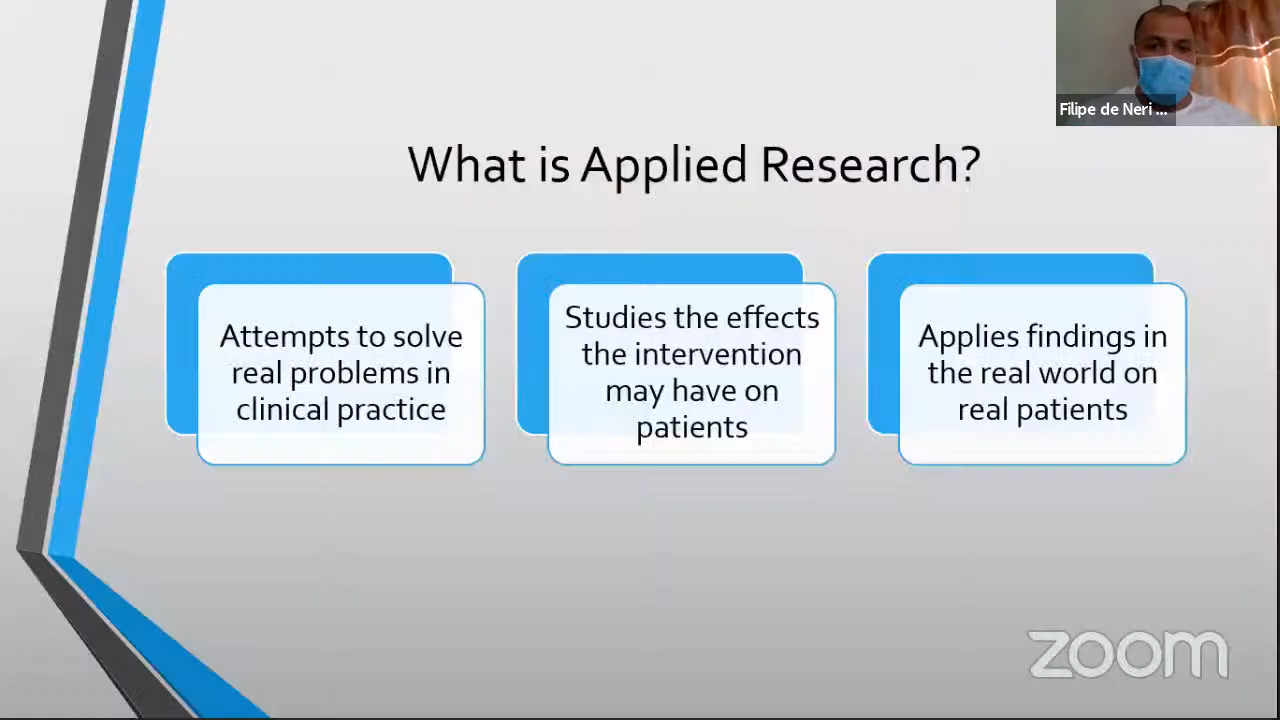 Filipe de Neri ...
What is Applied Research?
Attempts to solve
real problems in
clinical practice
Studies the effects
the intervention
may have on
patients
Applies findings in
the real world on
real patients
zoom